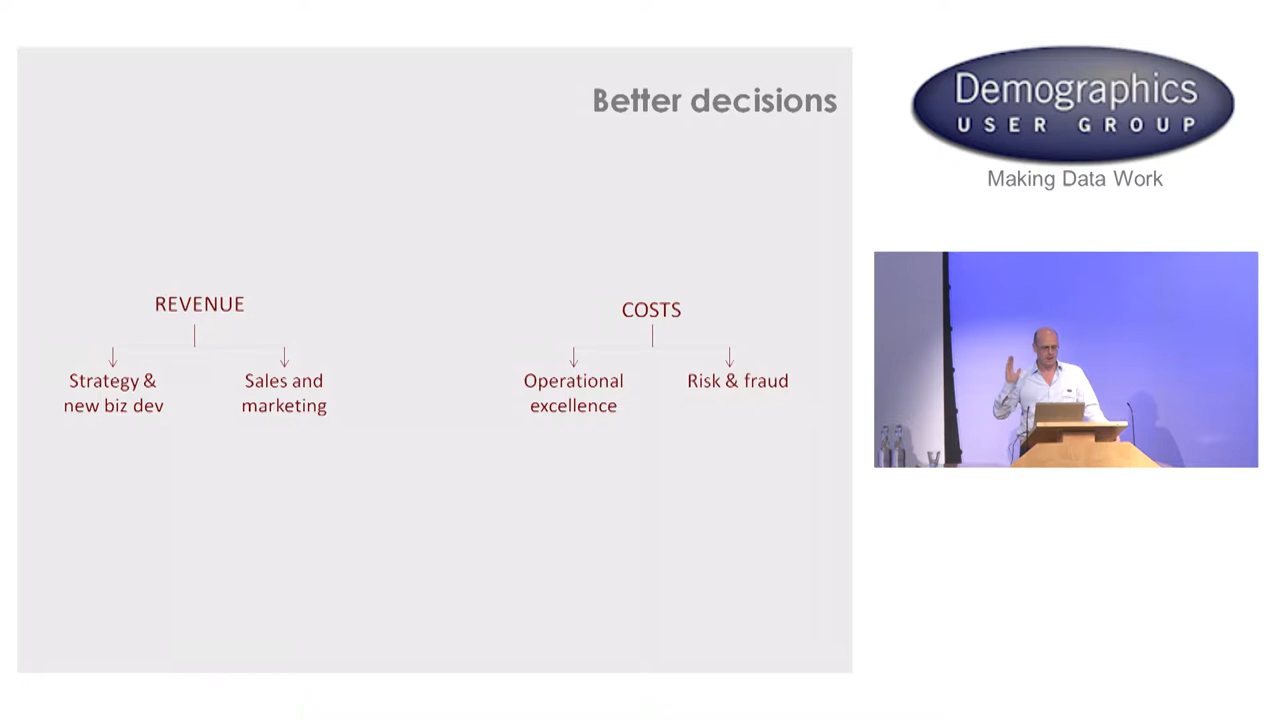 Better decisions
REVENUE
Strategy &
new biz dev
Sales and
marketing
COSTS
Operational
excellence
Risk & fraud
Demographics
USER GROUP
Making Data Work